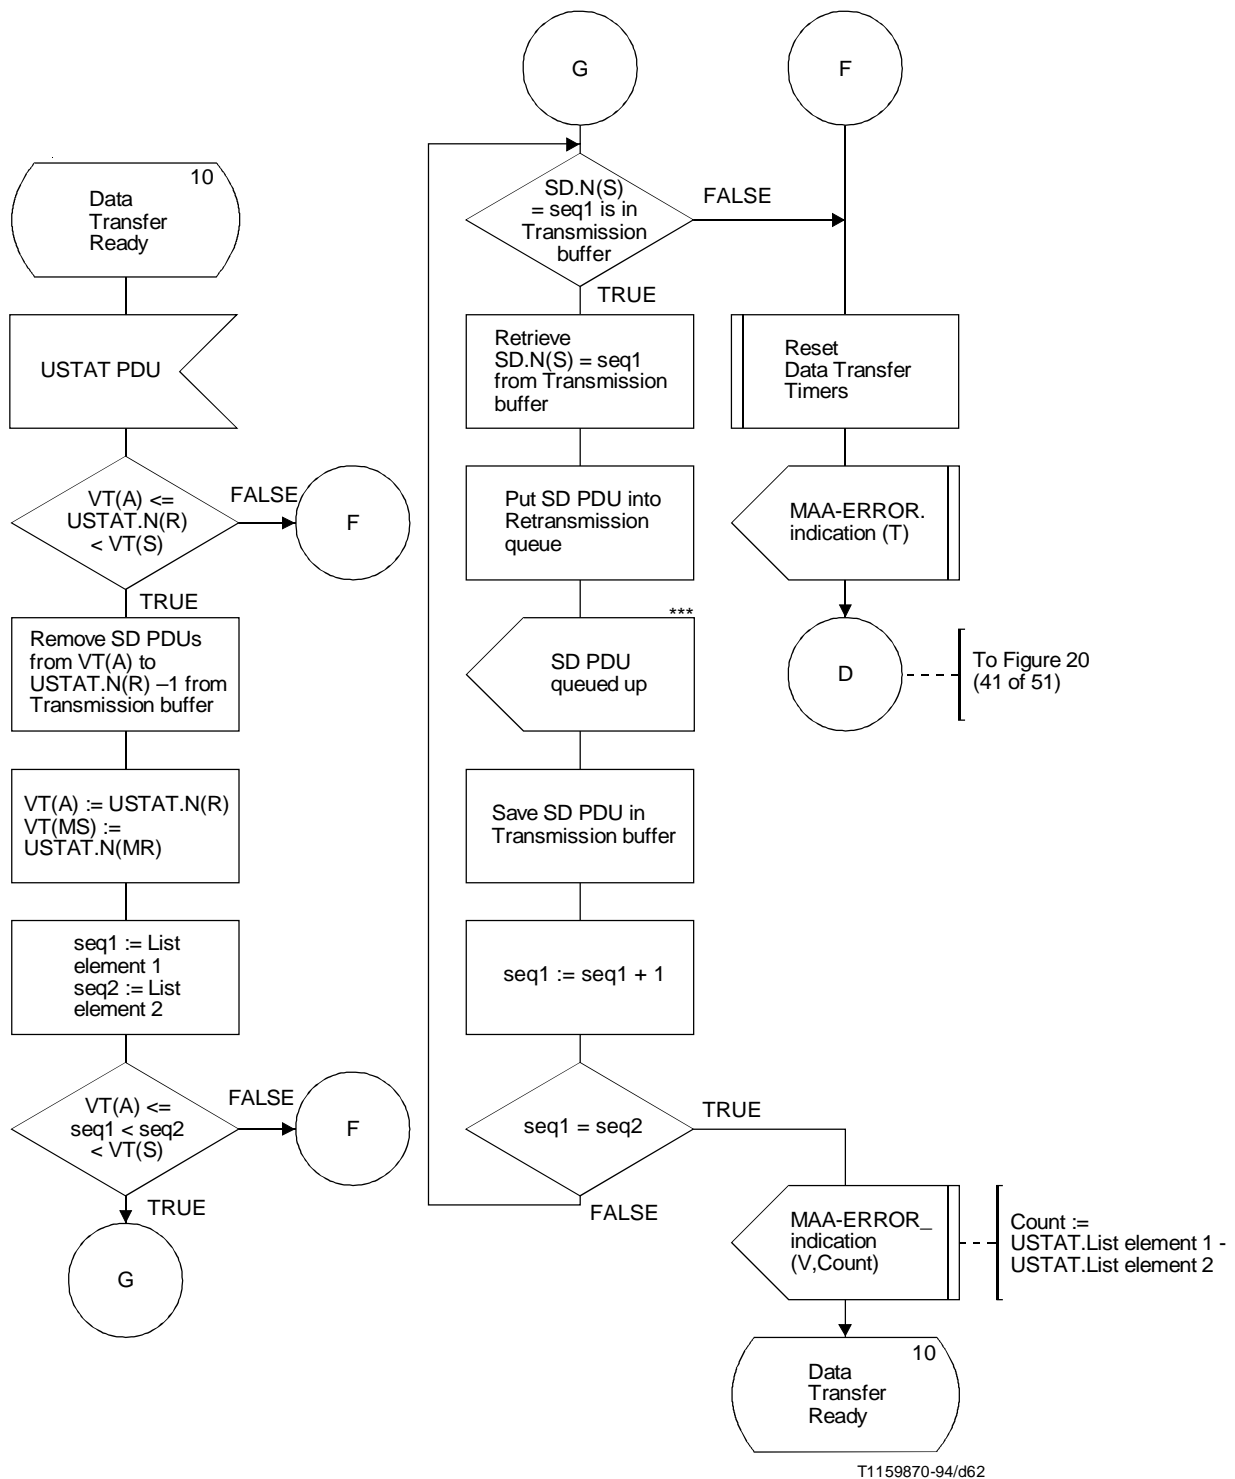 10
Data
Transfer
Ready
USTAT PDU
VT(A) <=
USTAT.N(R)
< VT(S)
FALSE
F
TRUE
Remove SD PDUs
from VT(A) to
USTAT.N(R) –1 from
Transmission buffer
VT(A) := USTAT.N(R)
VT(MS) :=
USTAT.N(MR)
seq1 := List
element 1
seq2 := List
element 2
VT(A) <=
seq1 < seq2
< VT(S)
FALSE
F
TRUE
G
G
SD.N(S)
= seq1 is in
Transmission
buffer
FALSE
TRUE
Retrieve
SD.N(S) = seq1
from Transmission
buffer
Put SD PDU into
Retransmission
queue
***
SD PDU
queued up
Save SD PDU in
Transmission buffer
seq1 := seq1 + 1
seq1 = seq2
TRUE
FALSE
F
Reset
Data Transfer
Timers
MAA-ERROR.
indication (T)
D
To Figure 20
(41 of 51)
MAA-ERROR_
indication
(V,Count)
Count :=
USTAT.List element 1 -
USTAT.List element 2
10
Data
Transfer
Ready
T1159870-94/d62